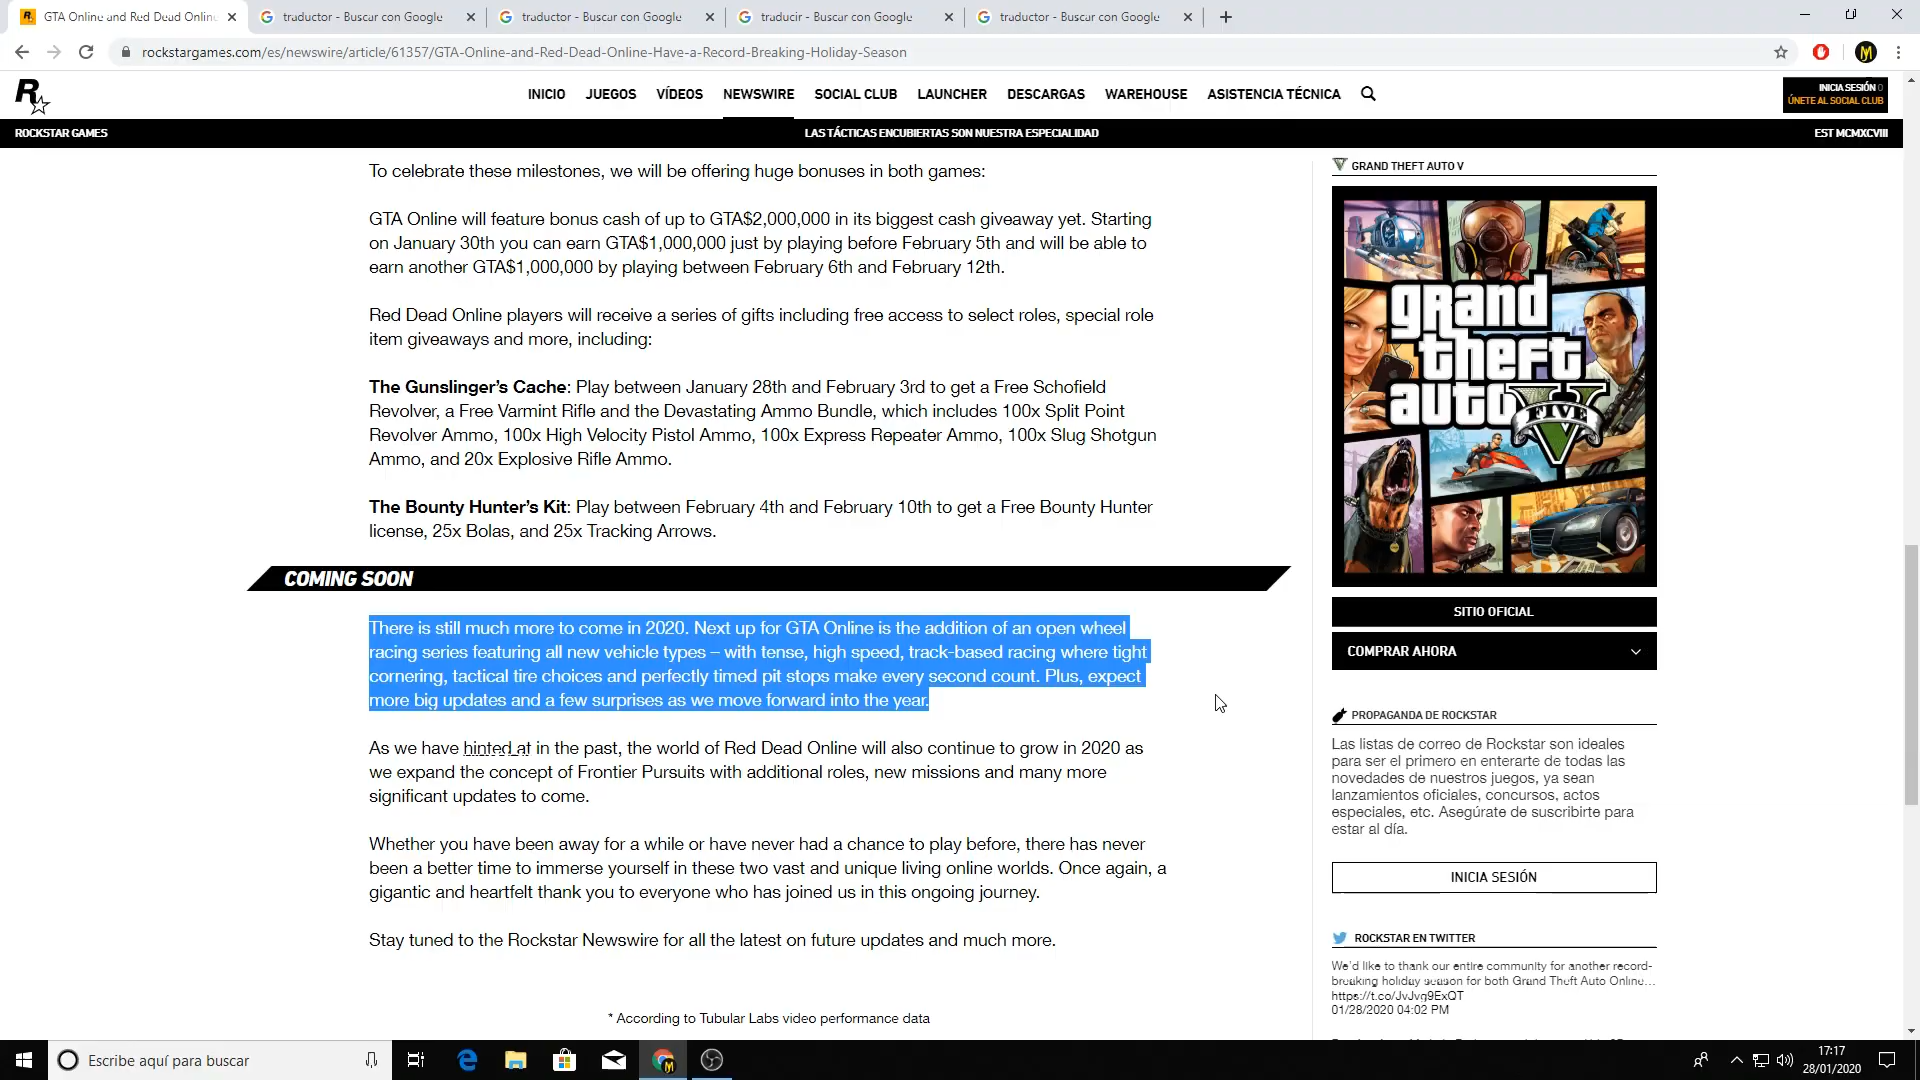 GTA Online and Red Dead Online
traductor - Buscar con Google
traductor - Buscar con Google
traducir - Buscar con Google
traductor - Buscar con Google
rockstargames.com/es/newswire/article/61357/GTA-Online-and-Red-Dead-Online-Have-a-Record-Breaking-Holiday-Season
INICIO JUEGOS VÍDEOS NEWSWIRE SOCIAL CLUB LAUNCHER DESCARGAS WAREHOUSE ASISTENCIA TÉCNICA
INICIA SESIÓN
ÚNETE AL SOCIAL CLUB
ROCKSTAR GAMES
LAS TÁCTICAS ENCUBIERTAS SON NUESTRA ESPECIALIDAD
EST MCMXCVIII
To celebrate these milestones, we will be offering huge bonuses in both games:
GTA Online will feature bonus cash of up to GTA$2,000,000 in its biggest cash giveaway yet. Starting
on January 30th you can earn GTA$1,000,000 just by playing before February 5th and will be able to
earn another GTA$1,000,000 by playing between February 6th and February 12th.
Red Dead Online players will receive a series of gifts including free access to select roles, special role
item giveaways and more, including:
The Gunslinger's Cache: Play between January 28th and February 3rd to get a Free Schofield
Revolver, a Free Varmint Rifle and the Devastating Ammo Bundle, which includes 100x Split Point
Revolver Ammo, 100x High Velocity Pistol Ammo, 100x Express Repeater Ammo, 100x Slug Shotgun
Ammo, and 20x Explosive Rifle Ammo.
The Bounty Hunter's Kit: Play between February 4th and February 10th to get a Free Bounty Hunter
license, 25x Bolas, and 25x Tracking Arrows.
COMING SOON
There is still much more to come in 2020. Next up for GTA Online is the addition of an open wheel
racing series featuring all new vehicle types – with tense, high speed, track-based racing where tight
cornering, tactical tire choices and perfectly timed pit stops make every second count. Plus, expect
more big updates and a few surprises as we move forward into the year.
As we have hinted at in the past, the world of Red Dead Online will also continue to grow in 2020 as
we expand the concept of Frontier Pursuits with additional roles, new missions and many more
significant updates to come.
Whether you have been away for a while or have never had a chance to play before, there has never
been a better time to immerse yourself in these two vast and unique living online worlds. Once again, a
gigantic and heartfelt thank you to everyone who has joined us in this ongoing journey.
Stay tuned to the Rockstar Newswire for all the latest on future updates and much more.
* According to Tubular Labs video performance data
GRAND THEFT AUTO V
grand
theft
auto
FIVE
SITIO OFICIAL
COMPRAR AHORA
PROPAGANDA DE ROCKSTAR
Las listas de correo de Rockstar son ideales
para ser el primero en enterarte de todas las
novedades de nuestros juegos, ya sean
lanzamientos oficiales, concursos, actos
especiales, etc. Asegúrate de suscribirte para
estar al día.
INICIA SESIÓN
ROCKSTAR EN TWITTER
We'd like to thank our entire community for another record-
breaking holiday season for both Grand Theft Auto Online...
https://t.co/JvJvg9ExQT
01/28/2020 04:02 PM
Escribe aquí para buscar
17:17
28/01/2020